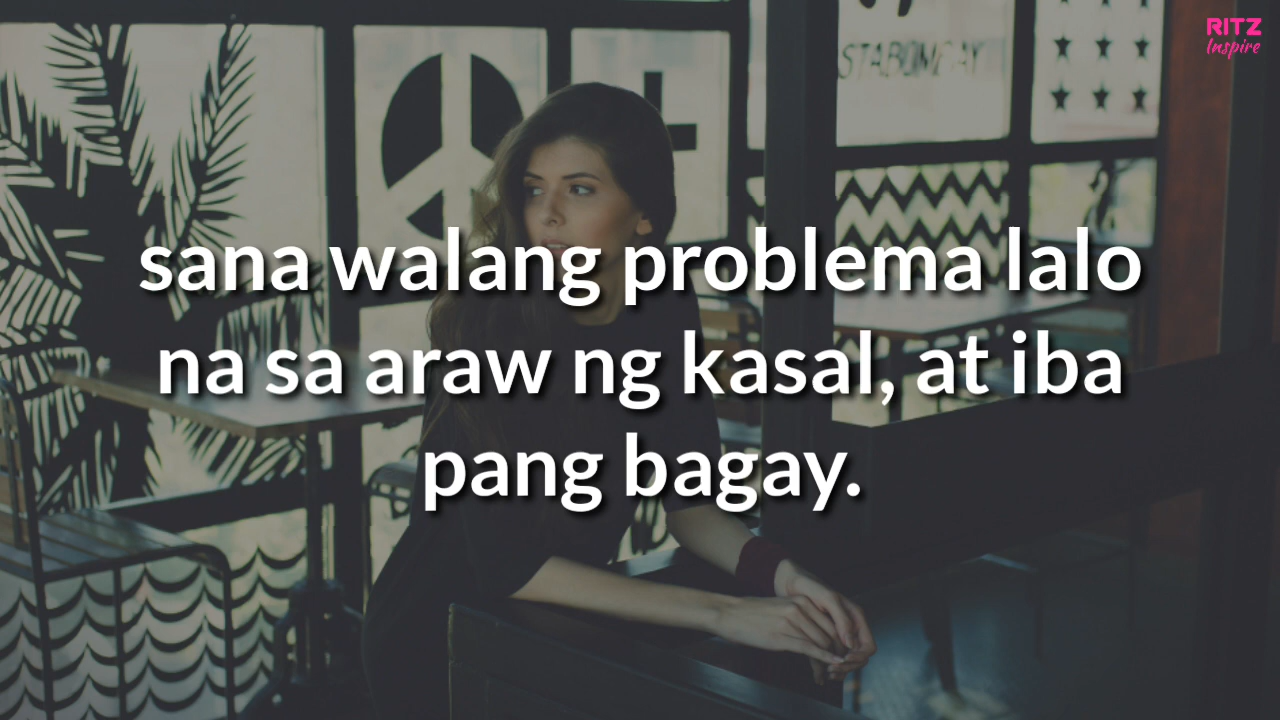 RITZ
Inspire
sana walang problema lalo
na sa araw ng kasal, at iba
pang bagay.